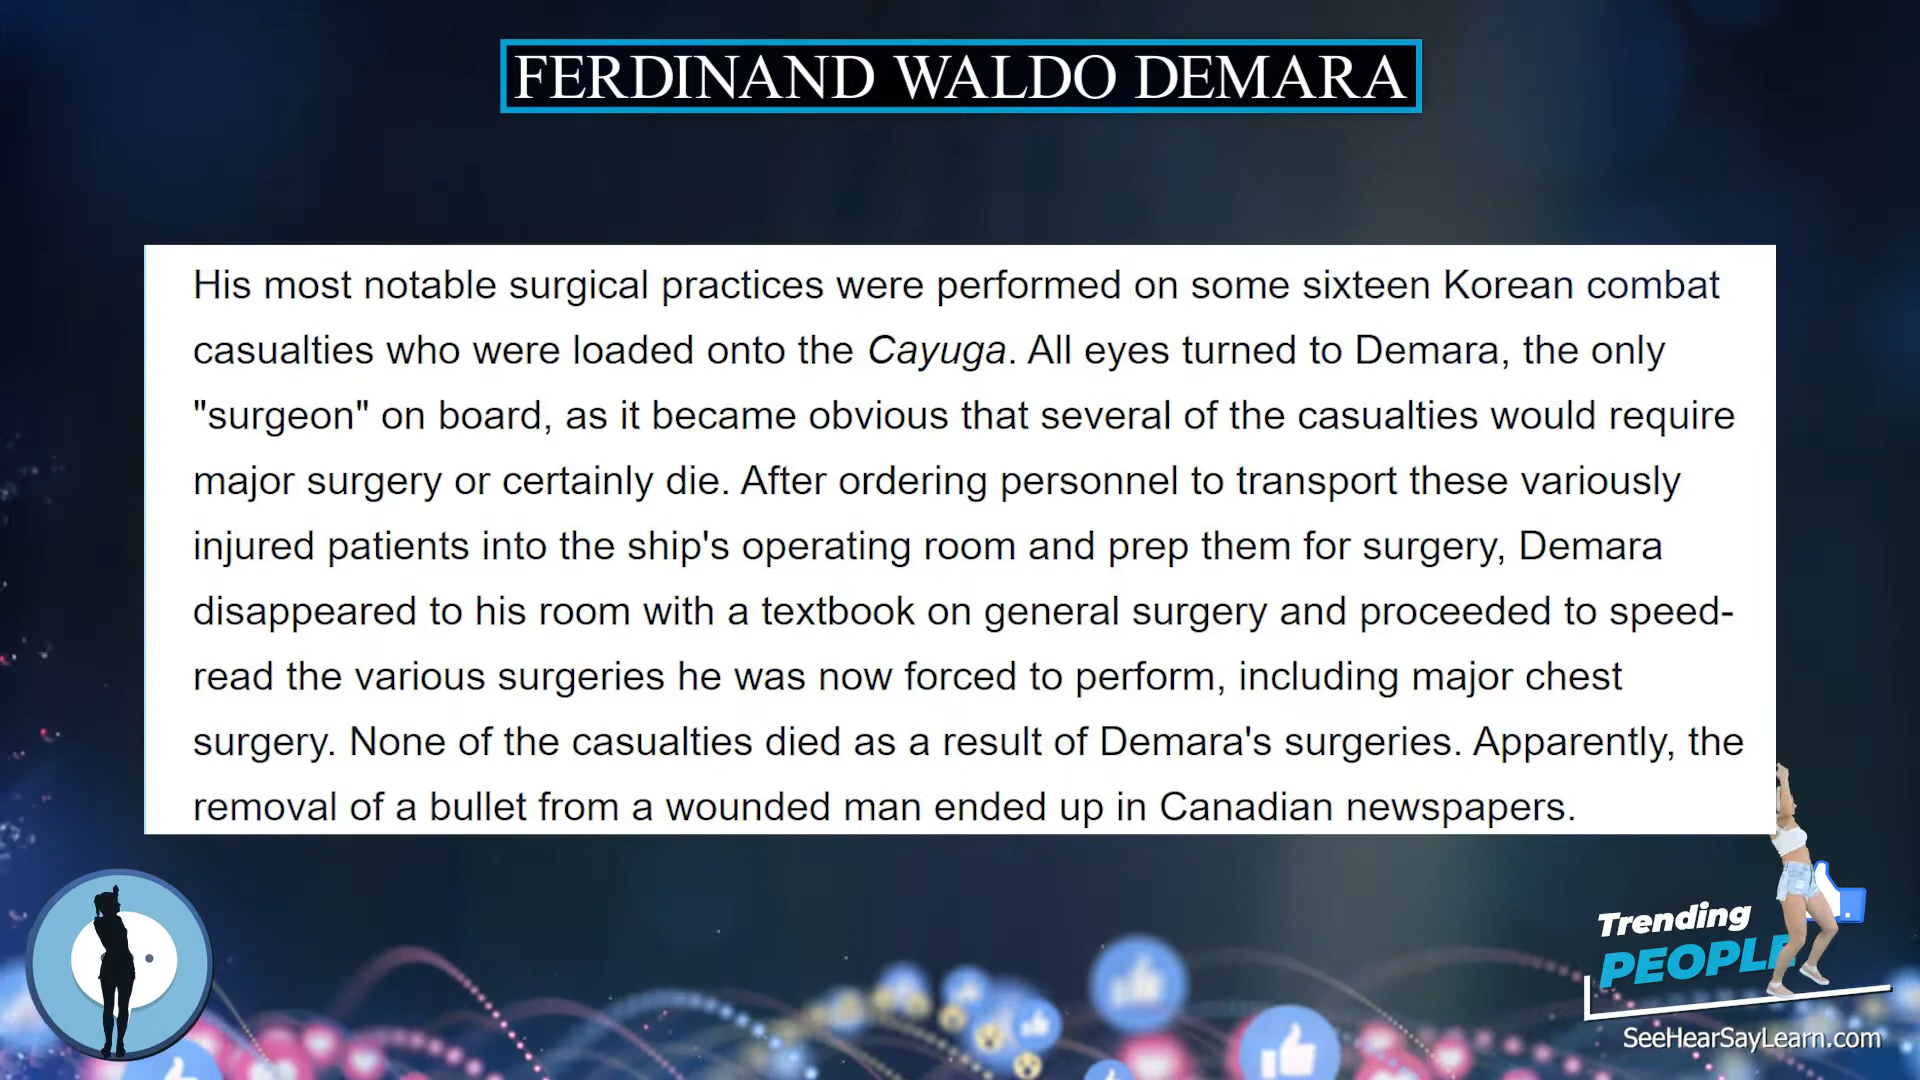 FERDINAND WALDO DEMARA
His most notable surgical practices were performed on some sixteen Korean combat
casualties who were loaded onto the Cayuga. All eyes turned to Demara, the only
"surgeon" on board, as it became obvious that several of the casualties would require
major surgery or certainly die. After ordering personnel to transport these variously
injured patients into the ship's operating room and prep them for surgery, Demara
disappeared to his room with a textbook on general surgery and proceeded to speed-
read the various surgeries he was now forced to perform, including major chest
surgery. None of the casualties died as a result of Demara's surgeries. Apparently, the
removal of a bullet from a wounded man ended up in Canadian newspapers.
Trending
PEOPLE
SeeHearSayLearn.com